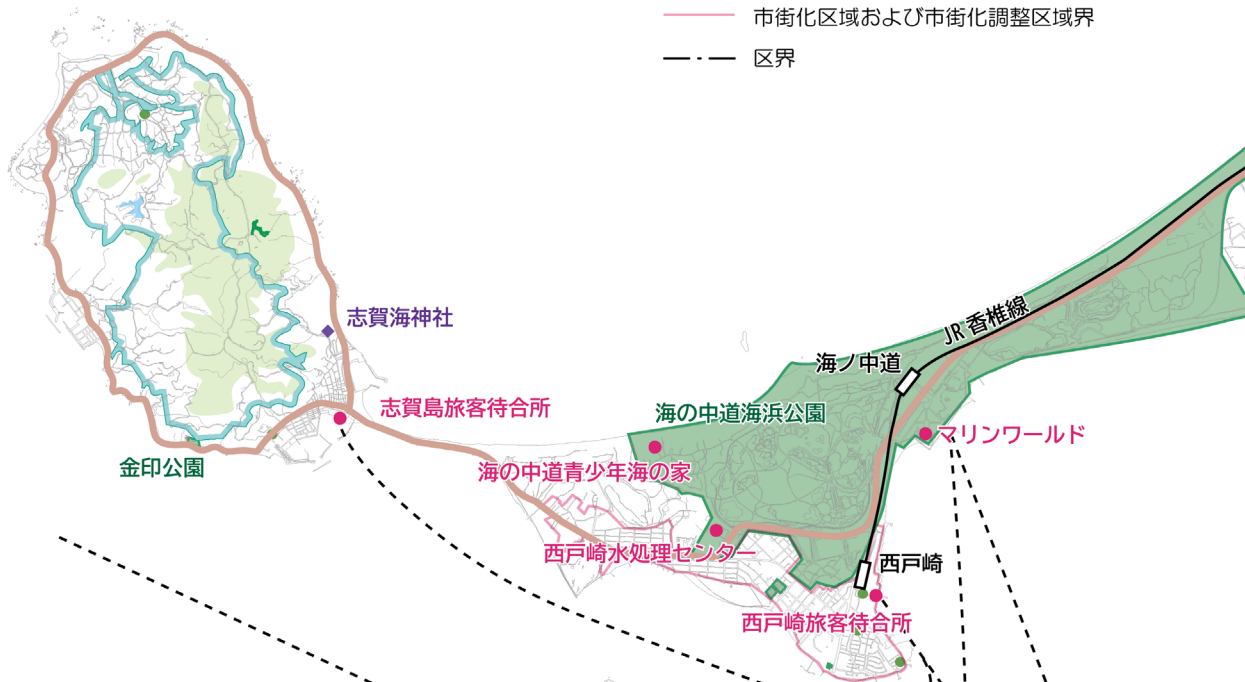 市街化区域および市街化調整区域界
区界
志賀海神社
JR 香椎線
海ノ中道
志賀島旅客待合所
海の中道海浜公園
マリンワールド
金印公園
海の中道青少年海の家
西戸崎水処理センター
西戸崎
西戸崎旅客待合所